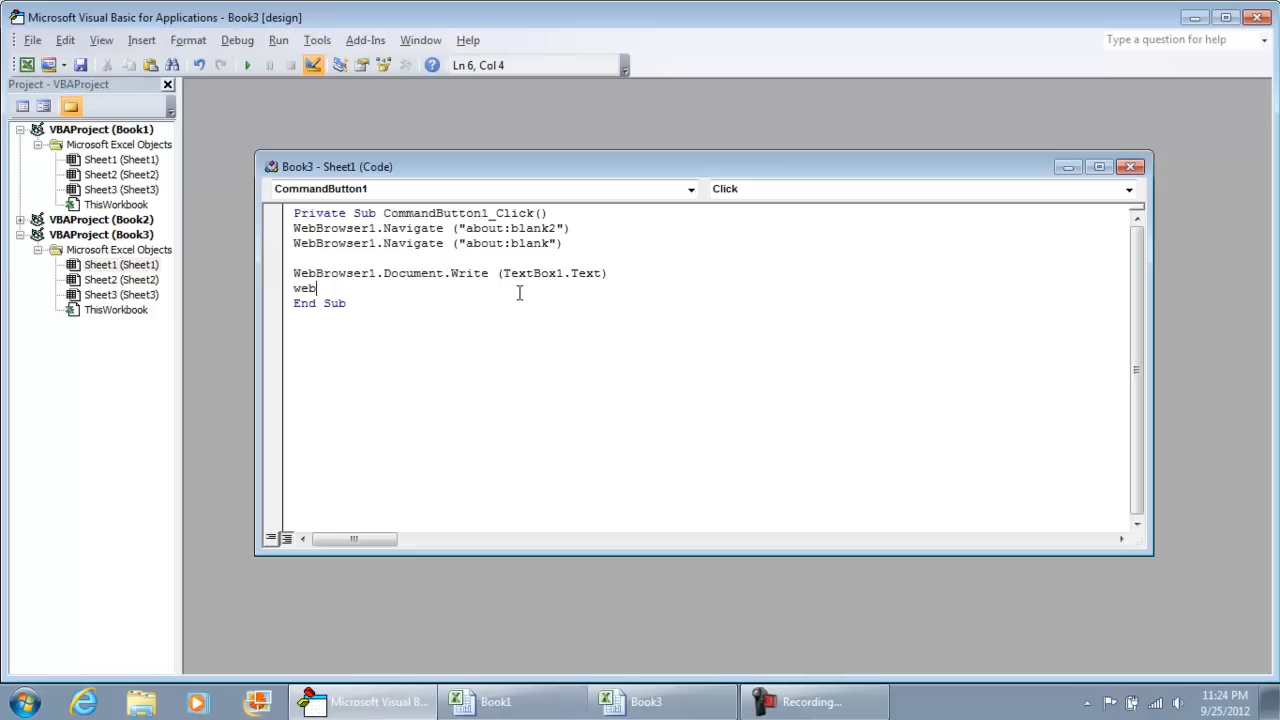 Microsoft Visual Basic for Applications - Book3 [design]
File Edit View Insert Format Debug Run Tools Add-Ins Window Help
Type a question for help
Ln 6, Col 4
Project - VBAProject
VBAProject (Book1)
Microsoft Excel Objects
Sheet1 (Sheet1)
Sheet2 (Sheet2)
Sheet3 (Sheet3)
ThisWorkbook
VBAProject (Book2)
VBAProject (Book3)
Microsoft Excel Objects
Sheet1 (Sheet1)
Sheet2 (Sheet2)
Sheet3 (Sheet3)
ThisWorkbook
Book3 - Sheet1 (Code)
CommandButton1
Click
Private Sub CommandButton1_Click()
WebBrowser1.Navigate ("about:blank2")
WebBrowser1.Navigate ("about:blank")
WebBrowser1.Document.Write (TextBox1.Text)
web
End Sub
Microsoft Visual B...
Book1
Book3
Recording...
11:24 PM
9/25/2012